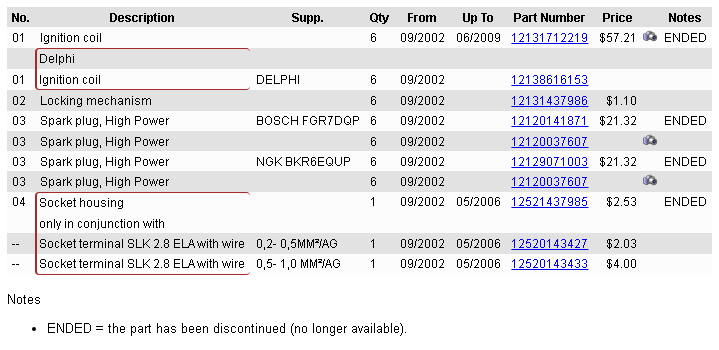 No. Description Supp. Qty From Up To Part Number Price Notes
01 Ignition coil 6 09/2002 06/2009 12131712219 $57.21 ENDED
Delphi
01 Ignition coil DELPHI 6 09/2002 12138616153
02 Locking mechanism 6 09/2002 12131437986 $1.10
03 Spark plug, High Power BOSCH FGR7DQP 6 09/2002 12120141871 $21.32 ENDED
03 Spark plug, High Power 6 09/2002 12120037607
03 Spark plug, High Power NGK BKR6EQUP 6 09/2002 12129071003 $21.32 ENDED
03 Spark plug, High Power 6 09/2002 12120037607
04 Socket housing 1 09/2002 05/2006 12521437985 $2.53 ENDED
only in conjunction with
-- Socket terminal SLK 2.8 ELA with wire 0,2- 0,5MM²/AG 1 09/2002 05/2006 12520143427 $2.03
-- Socket terminal SLK 2.8 ELA with wire 0,5- 1,0 MM²/AG 1 09/2002 05/2006 12520143433 $4.00
Notes
• ENDED = the part has been discontinued (no longer available).